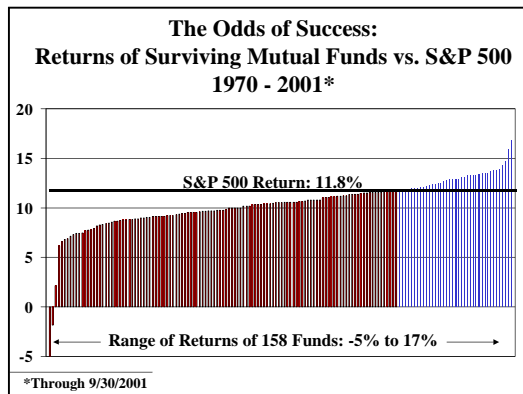 The Odds of Success:
Returns of Surviving Mutual Funds vs. S&P 500
1970 - 2001*
20
15
S&P 500 Return: 11.8%
10
5
0
Range of Returns of 158 Funds: -5% to 17%
-5
*Through 9/30/2001